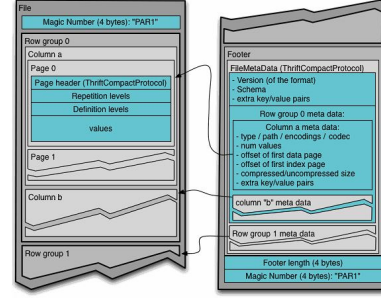 File
Magic Number (4 bytes): "PAR1"
Row group 0
Column a
Page 0
Page header (ThriftCompactProtocol)
Repetition levels
Definition levels
values
Page 1
Column b
Row group 1
Footer
FileMetaData (ThriftCompactProtocol)
- Version (of the format)
- Schema
- extra key/value pairs
Row group 0 meta data:
Column a meta data:
- type / path / encodings / codec
- num values
- offset of first data page
- offset of first index page
- compressed/uncompressed size
- extra key/value pairs
column "b" meta data
Row group 1 meta data
Footer length (4 bytes)
Magic Number (4 bytes): "PAR1"